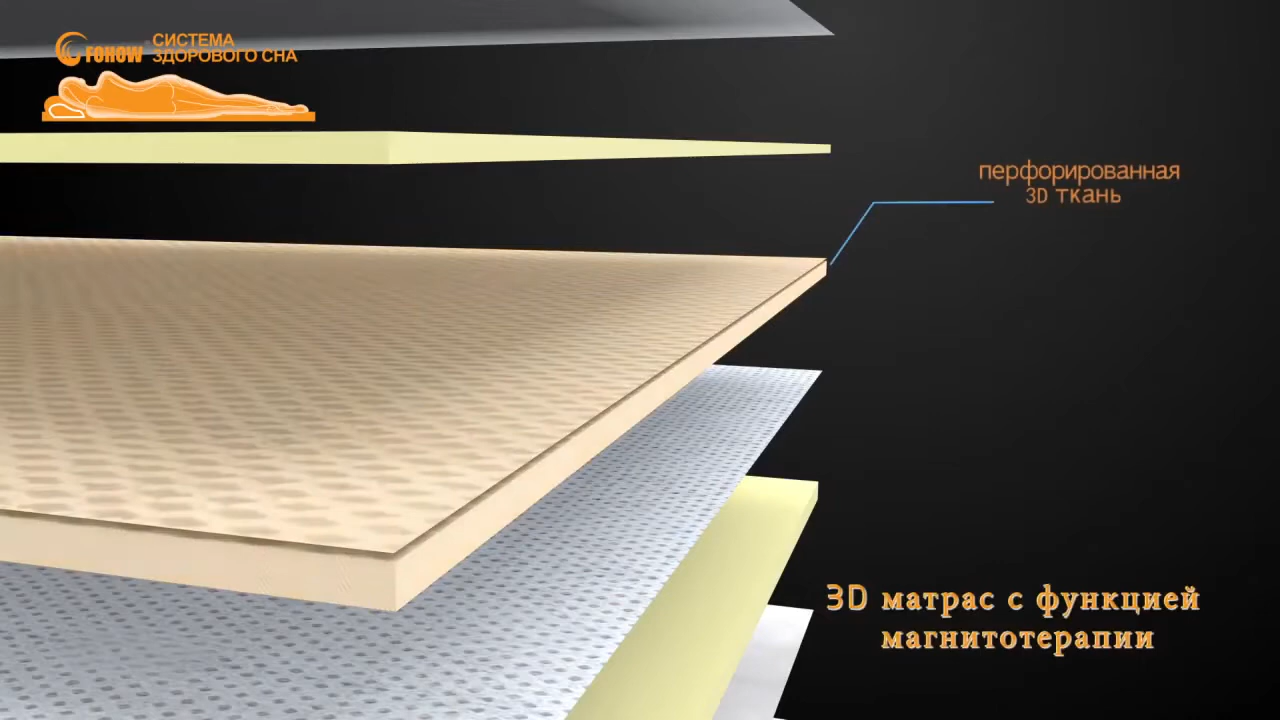 FOHOW
СИСТЕМА
ЗДОРОВОГО СНА
перфорированная
3D ткань
3D матрас с функцией
магнитотерапии